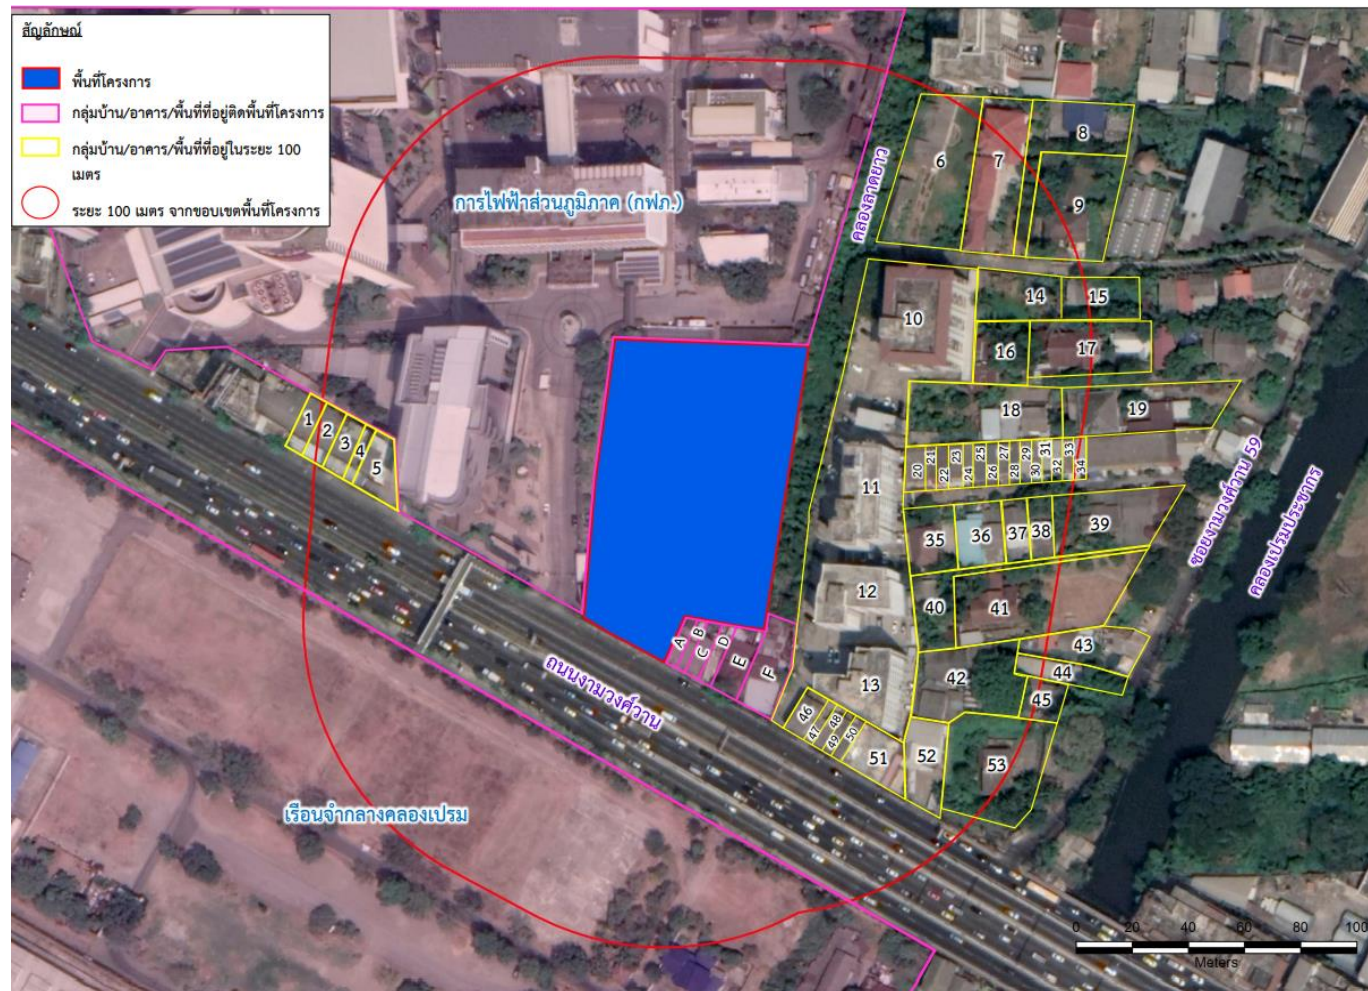 สัญลักษณ์
พื้นที่โครงการ
กลุ่มบ้าน/อาคาร/พื้นที่ที่อยู่ติดพื้นที่โครงการ
กลุ่มบ้าน/อาคาร/พื้นที่ที่อยู่ในระยะ 100
เมตร
ระยะ 100 เมตร จากขอบเขตพื้นที่โครงการ
การไฟฟ้าส่วนภูมิภาค (กฟภ.)
คลองลาดยาว
6
7
8
9
10
14
15
16
17
18
19
1
2
3
4
5
20
21
22
23
24
25
26
27
28
29
30
31
32
33
34
11
35
36
37
38
39
ซอยงามวงศ์วาน 59
คลองเปรมประชากร
12
40
41
A
B
C
D
E
F
42
43
44
45
13
46
47
48
49
50
51
52
53
ถนนงามวงศ์วาน
เรือนจำกลางคลองเปรม
0 20 40 60 80 100
Meters